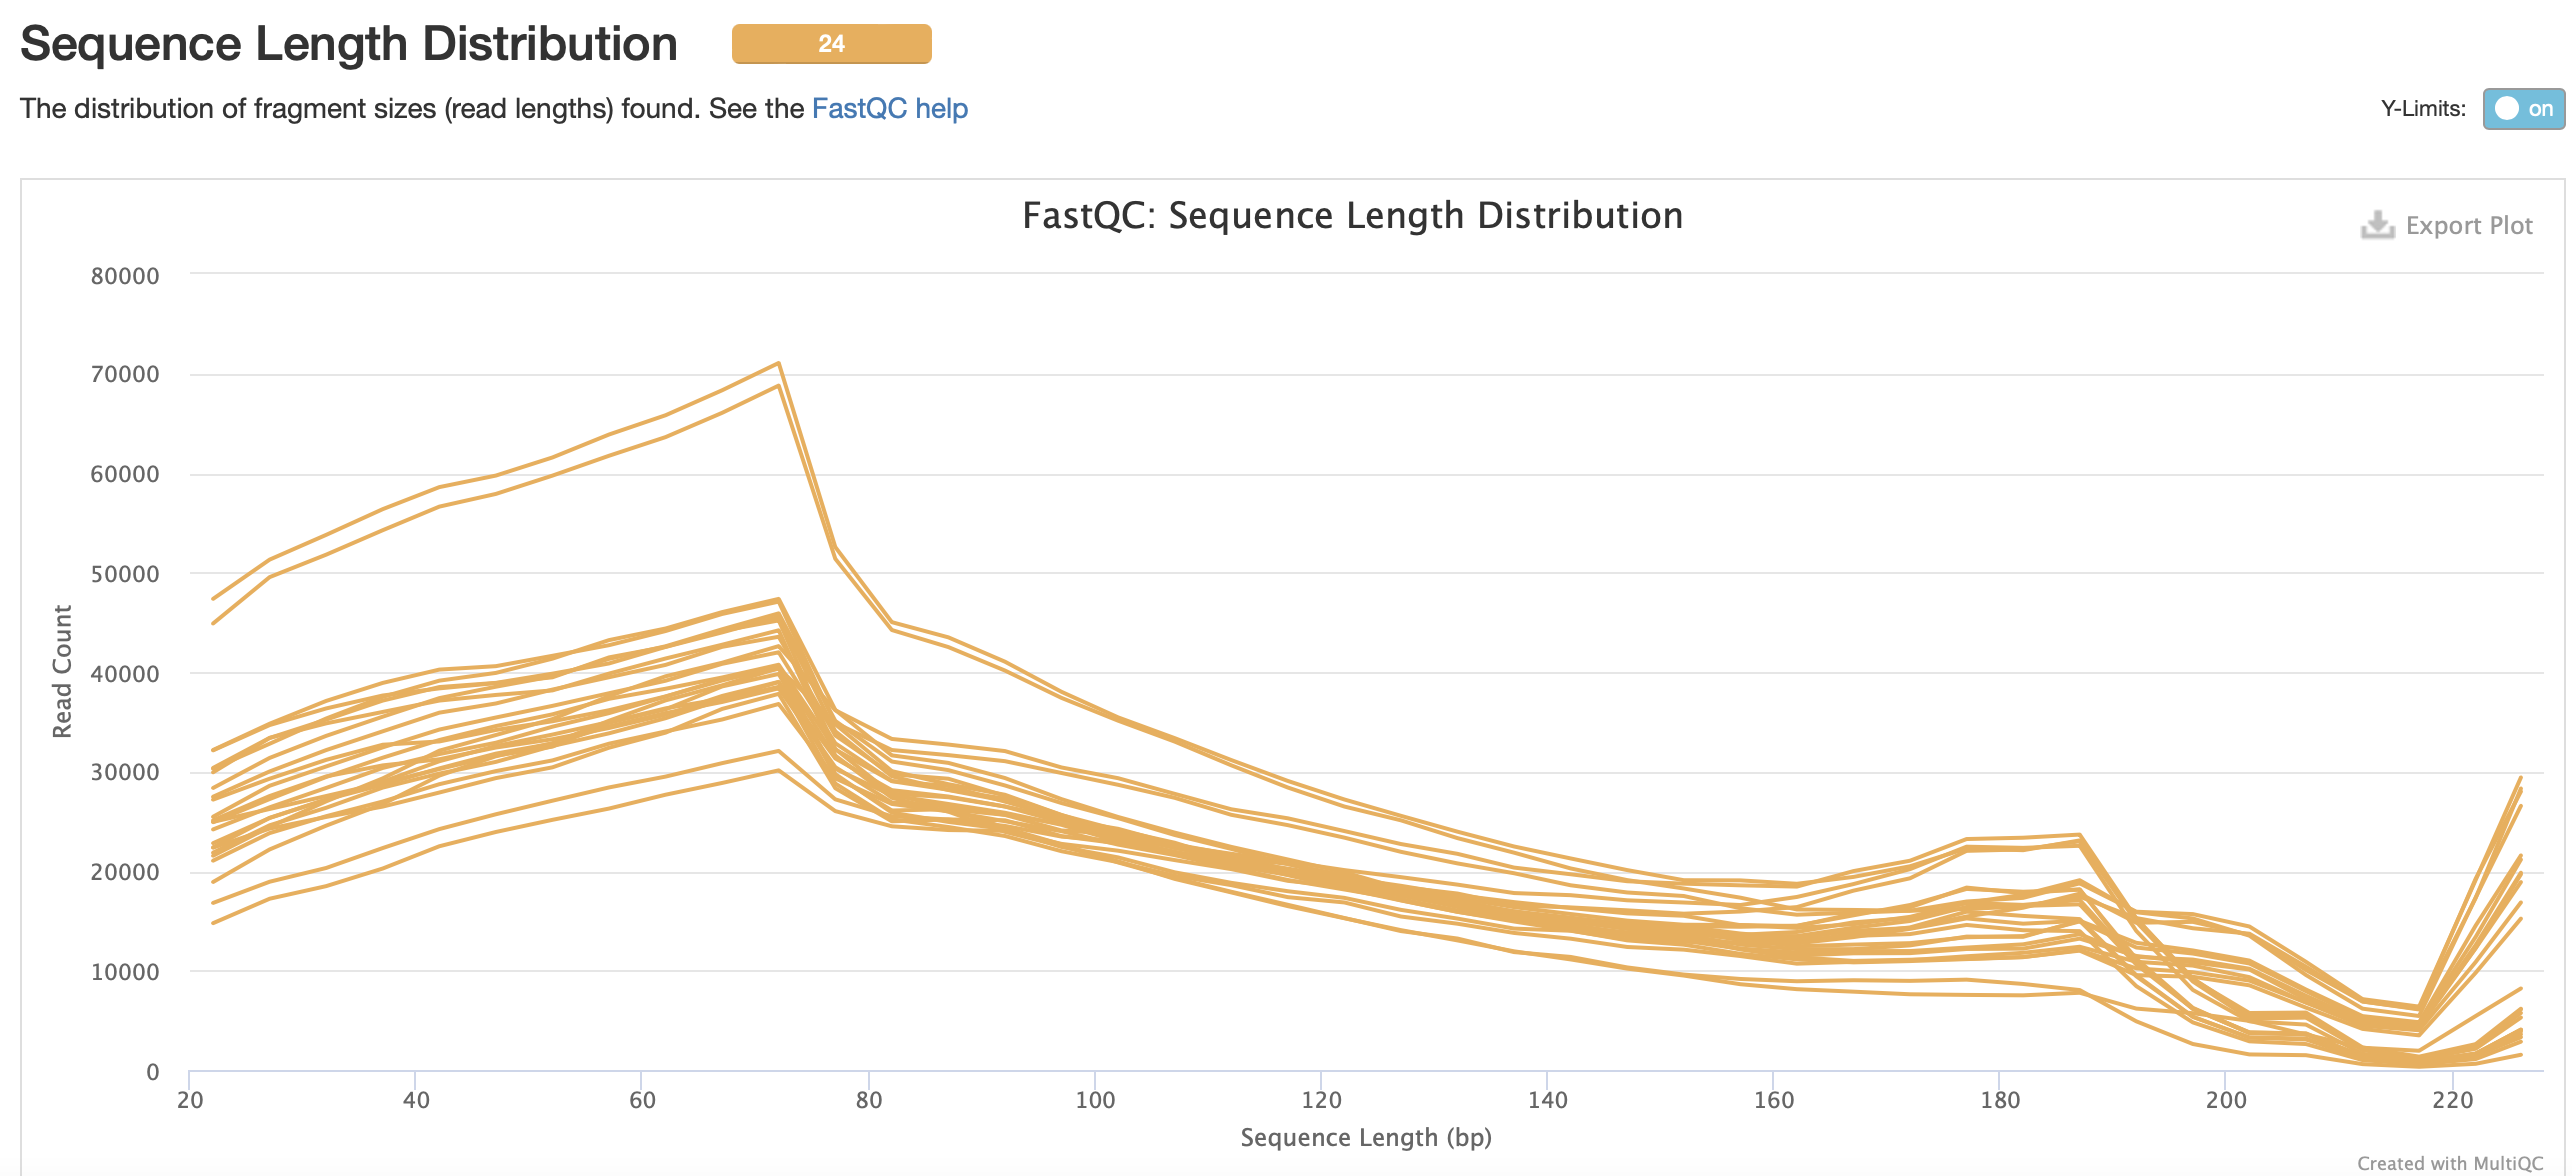 Sequence Length Distribution 24
The distribution of fragment sizes (read lengths) found. See the FastQC help
Y-Limits: on
FastQC: Sequence Length Distribution
Export Plot
80000
70000
60000
50000
40000
30000
20000
10000
0
Read Count
20 40 60 80 100 120 140 160 180 200 220
Sequence Length (bp)
Created with MultiQC